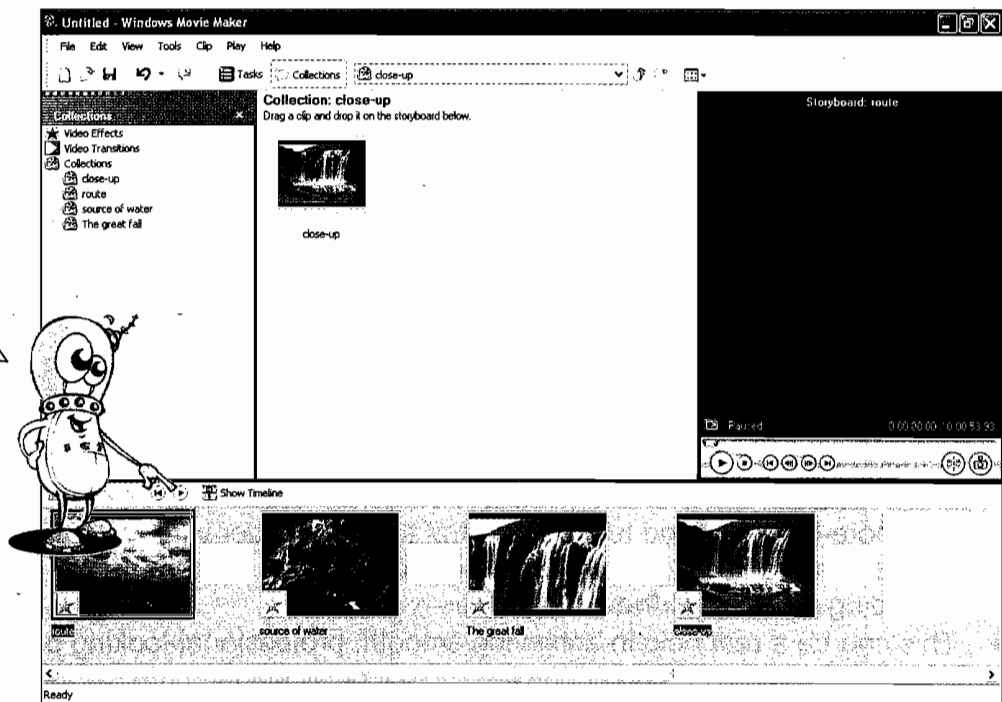 Untitled - Windows Movie Maker
File Edit View Tools Clip Play Help
Tasks Collections close-up
Collections
Video Effects
Video Transitions
Collections
close-up
route
source of water
The great fall
Collection: close-up
Drag a clip and drop it on the storyboard below.
close-up
Storyboard: route
Paused
Show Timeline
route
source of water
The great fall
close-up
Ready